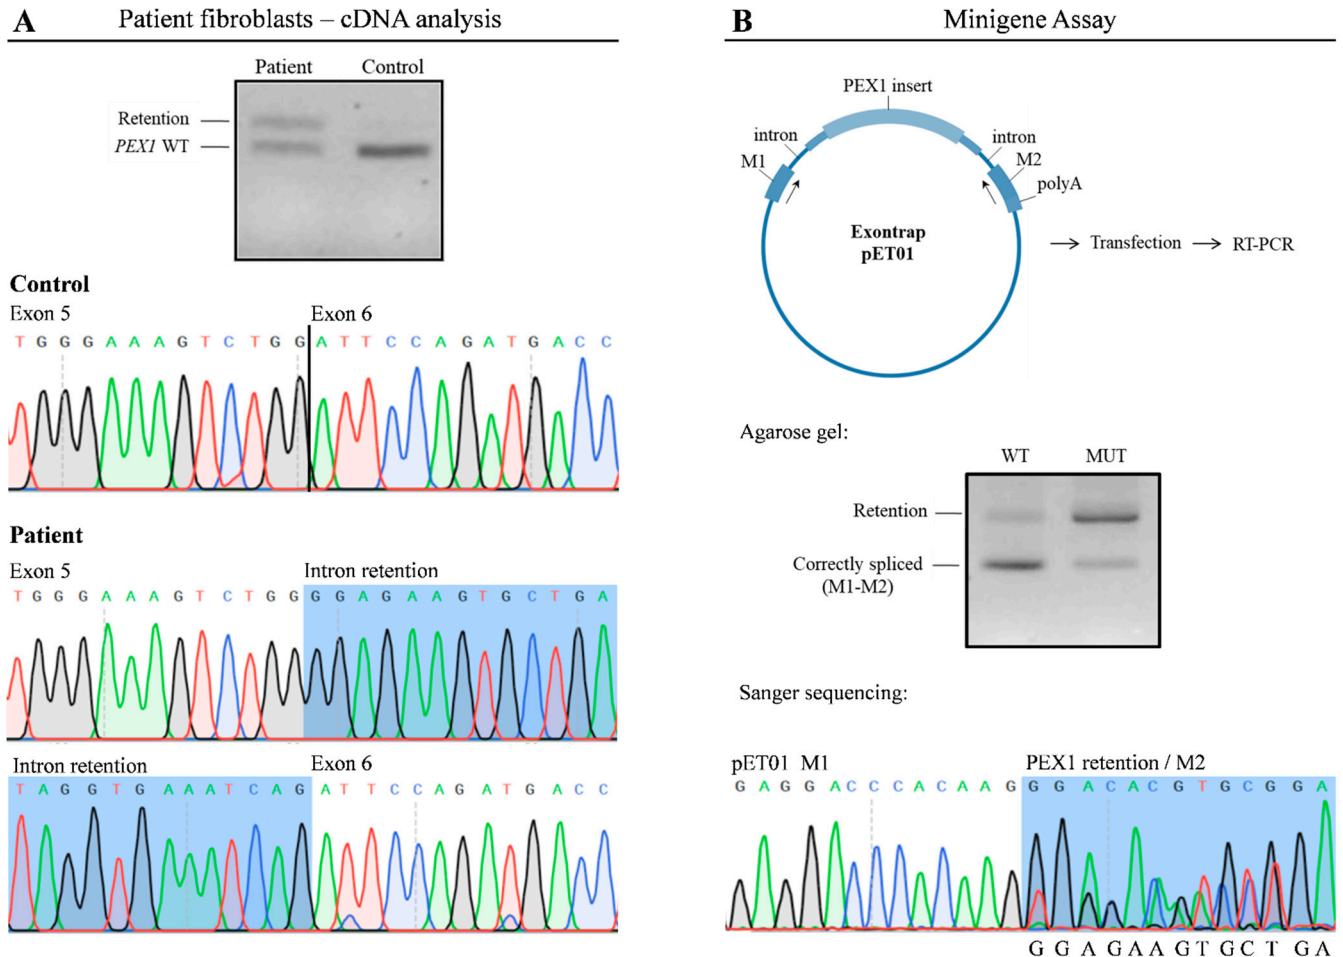 A Patient fibroblasts – cDNA analysis
Patient Control
Retention
PEX1 WT
Control
Exon 5 Exon 6
T G G G A A A G T C T G G A T T C C A G A T G A C C
Patient
Exon 5 Intron retention
T G G G A A A G T C T G G G G A G A A G T G C T G A
Intron retention Exon 6
T A G G T G A A A T C A G A T T C C A G A T G A C C
B Minigene Assay
PEX1 insert
intron intron
M1 M2
polyA
Exontrap
pET01
Transfection RT-PCR
Agarose gel:
WT MUT
Retention
Correctly spliced
(M1-M2)
Sanger sequencing:
pET01 M1 PEX1 retention / M2
G A G G A C C C A C A A G G G A C A C G T G C G G A
G G A G A A G T G C T G A